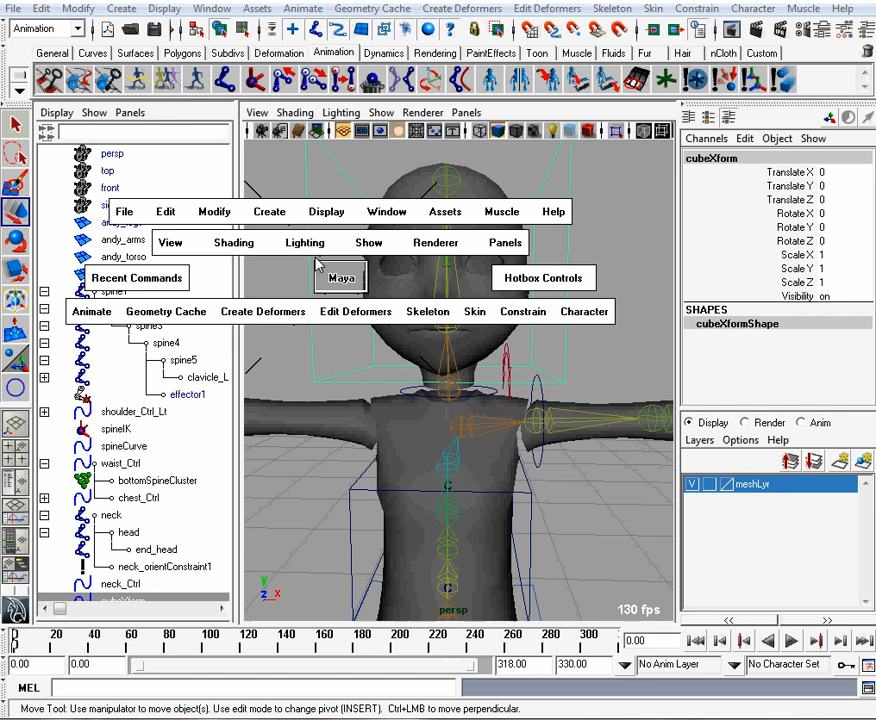 File Edit Modify Create Display Window Assets Animate Geometry Cache Create Deformers Edit Deformers Skeleton Skin Constrain Character Muscle Help
Animation
General Curves Surfaces Polygons Subdivs Deformation Animation Dynamics Rendering PaintEffects Toon Muscle Fluids Fur Hair nCloth Custom
Display Show Panels
View Shading Lighting Show Renderer Panels
Channels Edit Object Show
persp
top
front
cubeXform
Translate X 0
Translate Y 0
Translate Z 0
Rotate X 0
Rotate Y 0
Rotate Z 0
Scale X 1
Scale Y 1
Scale Z 1
Visibility on
SHAPES
cubeXformShape
File Edit Modify Create Display Window Assets Muscle Help
andy_arms
View Shading Lighting Show Renderer Panels
andy_torso
Recent Commands Maya Hotbox Controls
Animate Geometry Cache Create Deformers Edit Deformers Skeleton Skin Constrain Character
spine3
spine4
spine5
clavicle_L
effector1
shoulder_Ctrl_Lt
spineIK
spineCurve
waist_Ctrl
bottomSpineCluster
chest_Ctrl
neck
head
end_head
neck_orientConstraint1
neck_Ctrl
C
C
persp
130 fps
y
z x
Display Render Anim
Layers Options Help
V meshLyr
0 20 40 60 80 100 120 140 160 180 200 220 240 260 280 300 0.00
0.00 0.00 318.00 330.00 No Anim Layer No Character Set
MEL
Move Tool: Use manipulator to move object(s). Use edit mode to change pivot (INSERT). Ctrl+LMB to move perpendicular.